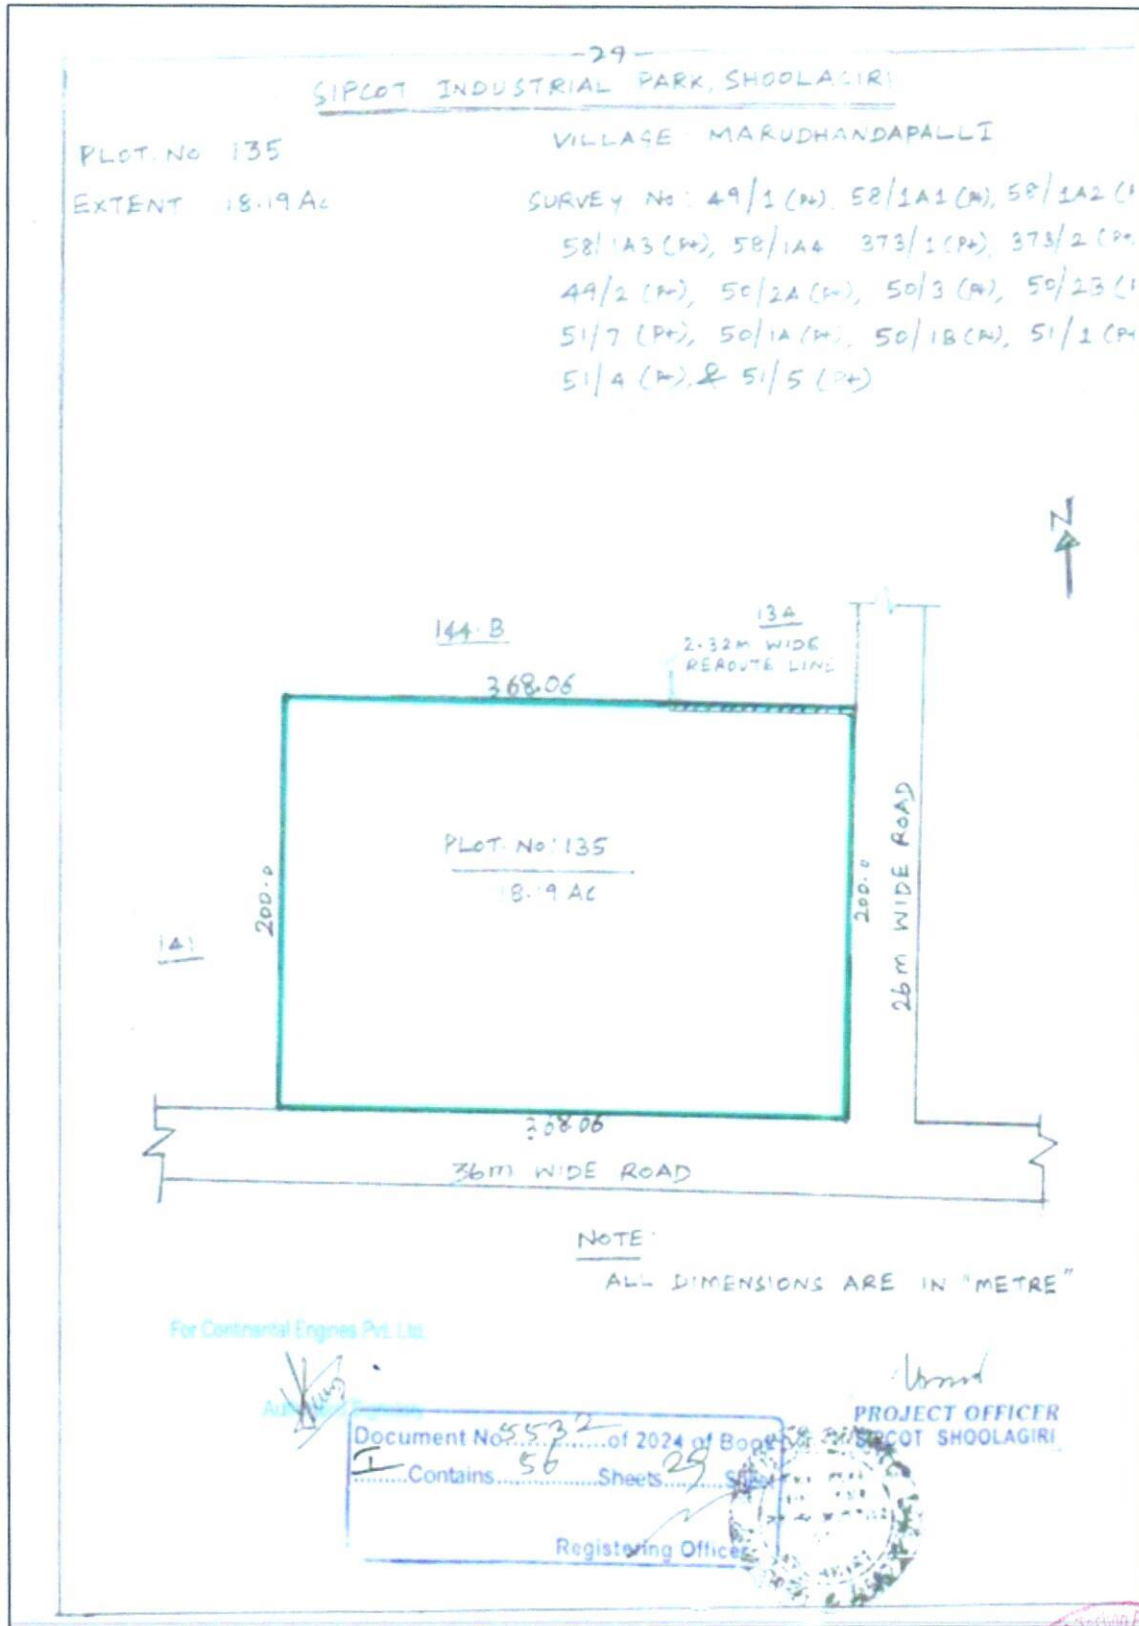 -29-
SIPCOT INDUSTRIAL PARK, SHOOLAGIRI
PLOT. NO 135
VILLAGE MARUDHANDAPALLI
EXTENT 18.19 Ac
SURVEY No: 49/1 (Pt), 58/1A1 (Pt), 58/1A2 (
58/1A3 (Pt), 58/1A4 373/1 (Pt), 373/2 (Pt
49/2 (Pt), 50/2A (Pt), 50/3 (Pt), 50/2B (
51/7 (Pt), 50/1A (Pt), 50/1B (Pt), 51/1 (Pt
51/4 (Pt), & 51/5 (Pt)
N
144.B
134
2.32m WIDE
REROUTE LINE
368.06
PLOT. No: 135
18.19 Ac
200.0
200.0
26m WIDE ROAD
141
368.06
36m WIDE ROAD
NOTE
ALL DIMENSIONS ARE IN "METRE"
For Continental Engines Pvt. Ltd.
PROJECT OFFICER
SIPCOT SHOOLAGIRI
Document No 5532 of 2024 of Book
I Contains 56 Sheets 29
Registering Officer